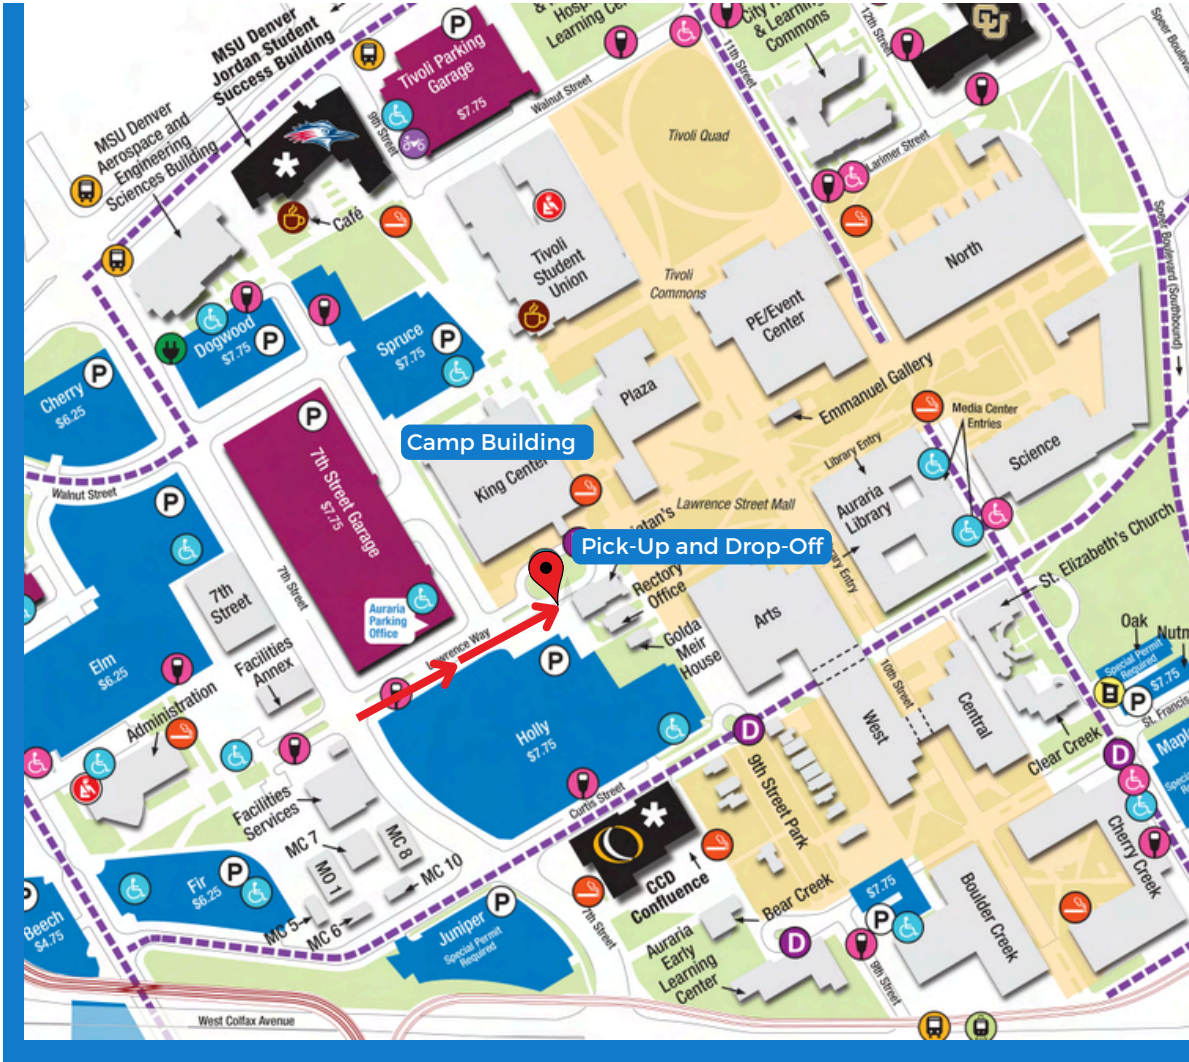 MSU Denver
Jordan Student
Success Building
Tivoli Parking
Garage
$7.75
Hosp
Learning Ce
City H
& Learning
Commons
12th Street
11th Street
CU
Speer Boulevard
MSU Denver
Aerospace and
Engineering
Sciences Building
*
9th Street
Walnut Street
Tivoli Quad
Larimer Street
Café
Tivoli
Student
Union
Tivoli
Commons
North
PE/Event
Center
Speer Boulevard (Southbound)
Dogwood
$7.75
P
Spruce
$7.75
P
Cherry
$6.25
P
Plaza
Emmanuel Gallery
Media Center
Entries
Camp Building
King Center
Library Entry
Science
Walnut Street
P
7th Street Garage
$7.75
P
Lawrence Street Mall
Auraria
Library
Pick-Up and Drop-Off
St. Elizabeth's Church
7th Street
7th
Street
Auraria
Parking
Office
Rectory
Office
Arts
Lawrence Way
Golda
Meir
House
Elm
$6.25
Facilities
Annex
P
Oak
Special Permit
Required
$7.75
P
St. Francis
Administration
Holly
$7.75
10th Street
West
Central
Clear Creek
D
D
Curtis Street
9th Street Park
Facilities
Services
MC 7
MC 8
MO 1
MC 10
MC 5
MC 6
*
CCD
Confluence
Cherry Creek
Fir
$6.25
P
Beech
$4.75
Juniper
Special Permit
Required
P
7th Street
Bear Creek
$7.75
P
Boulder Creek
Auraria
Early
Learning
Center
D
9th Street
West Colfax Avenue